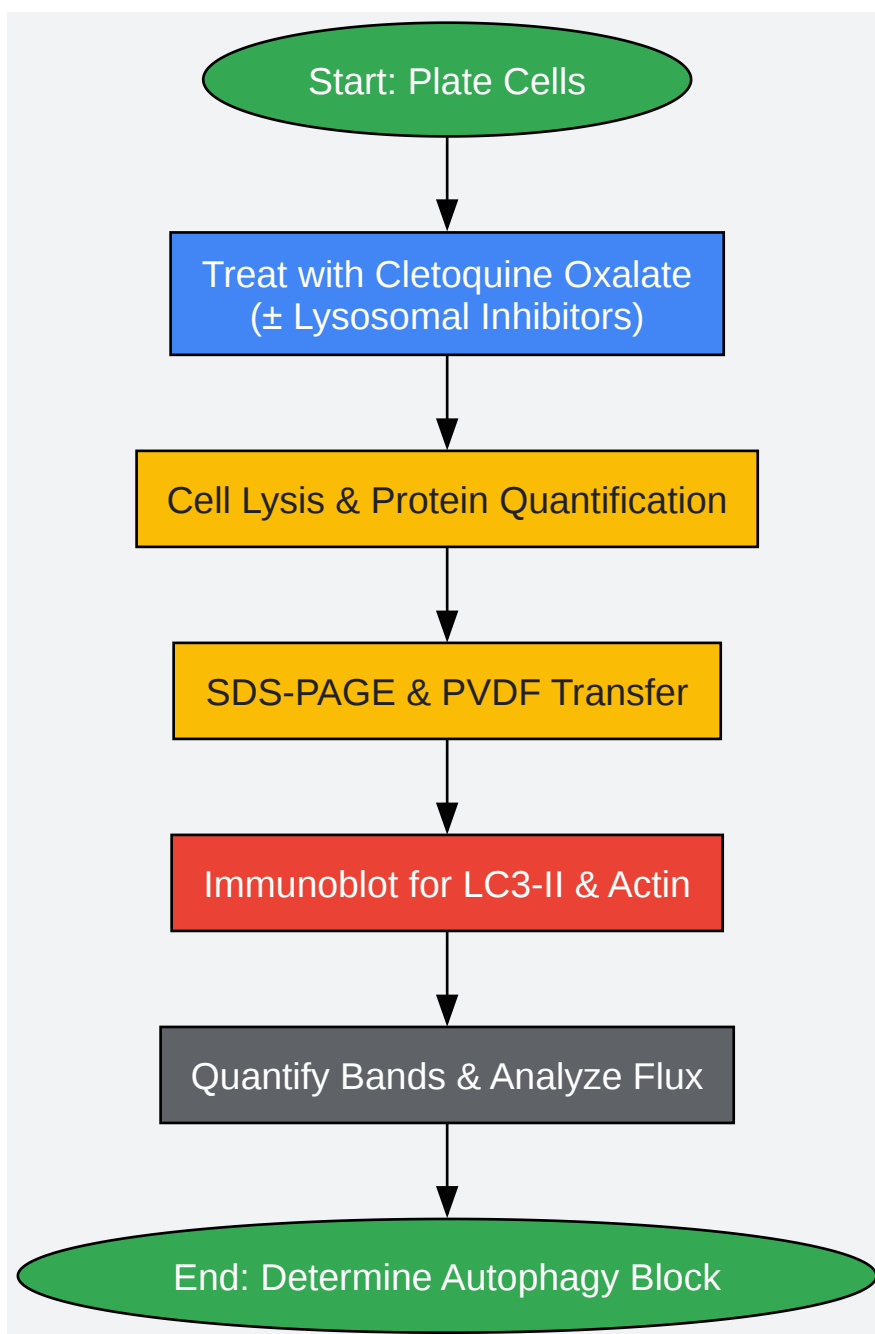 Start: Plate Cells
Treat with Cletoquine Oxalate
(± Lysosomal Inhibitors)
Cell Lysis & Protein Quantification
SDS-PAGE & PVDF Transfer
Immunoblot for LC3-II & Actin
Quantify Bands & Analyze Flux
End: Determine Autophagy Block